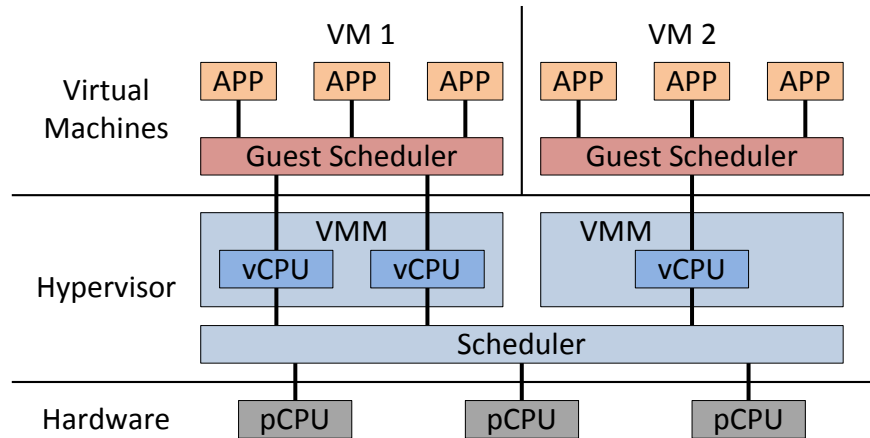 VM 1
VM 2
Virtual
Machines
APP
APP
APP
APP
APP
APP
Guest Scheduler
Guest Scheduler
Hypervisor
VMM
VMM
vCPU
vCPU
vCPU
Scheduler
Hardware
pCPU
pCPU
pCPU